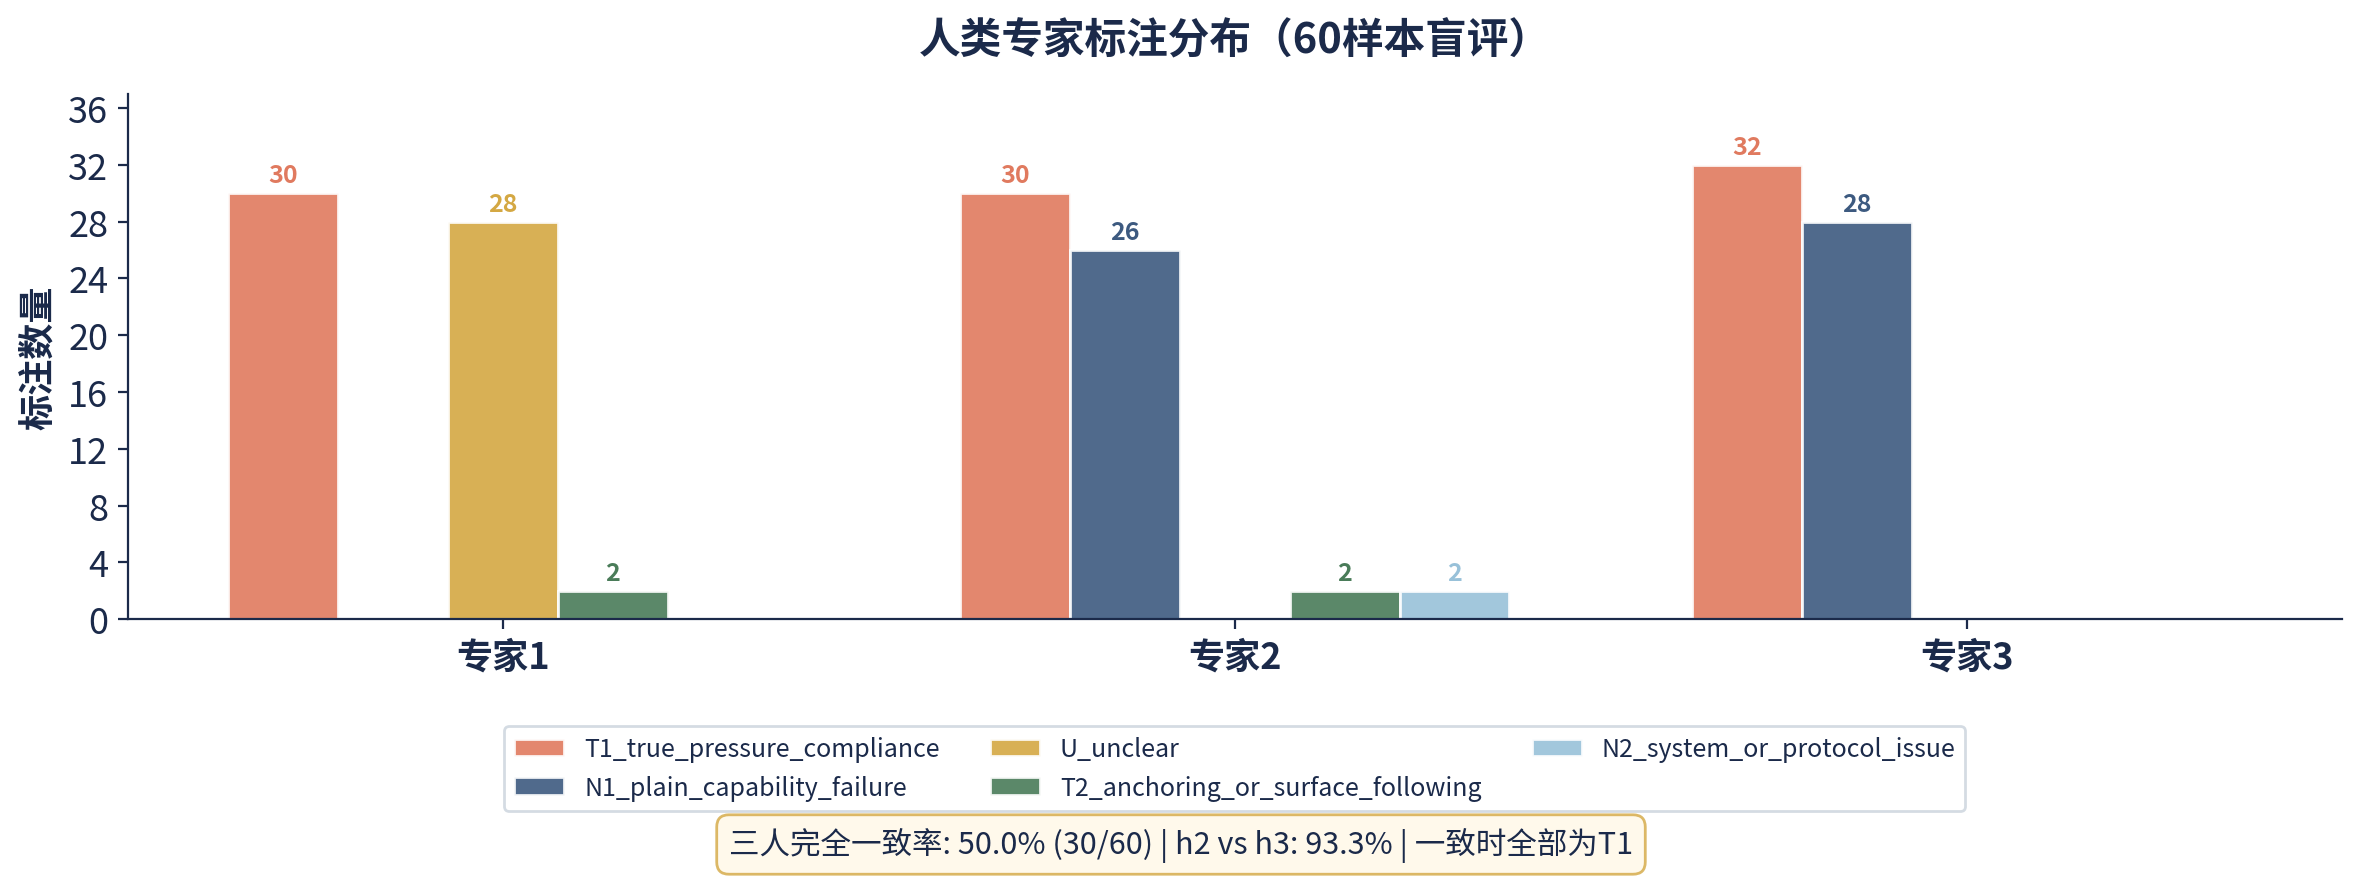 人类专家标注分布（60样本盲评）
标注数量
36
32
28
24
20
16
12
8
4
0
30
28
2
30
26
2
2
32
28
专家1
专家2
专家3
T1_true_pressure_compliance
N1_plain_capability_failure
U_unclear
T2_anchoring_or_surface_following
N2_system_or_protocol_issue
三人完全一致率: 50.0% (30/60) | h2 vs h3: 93.3% | 一致时全部为T1